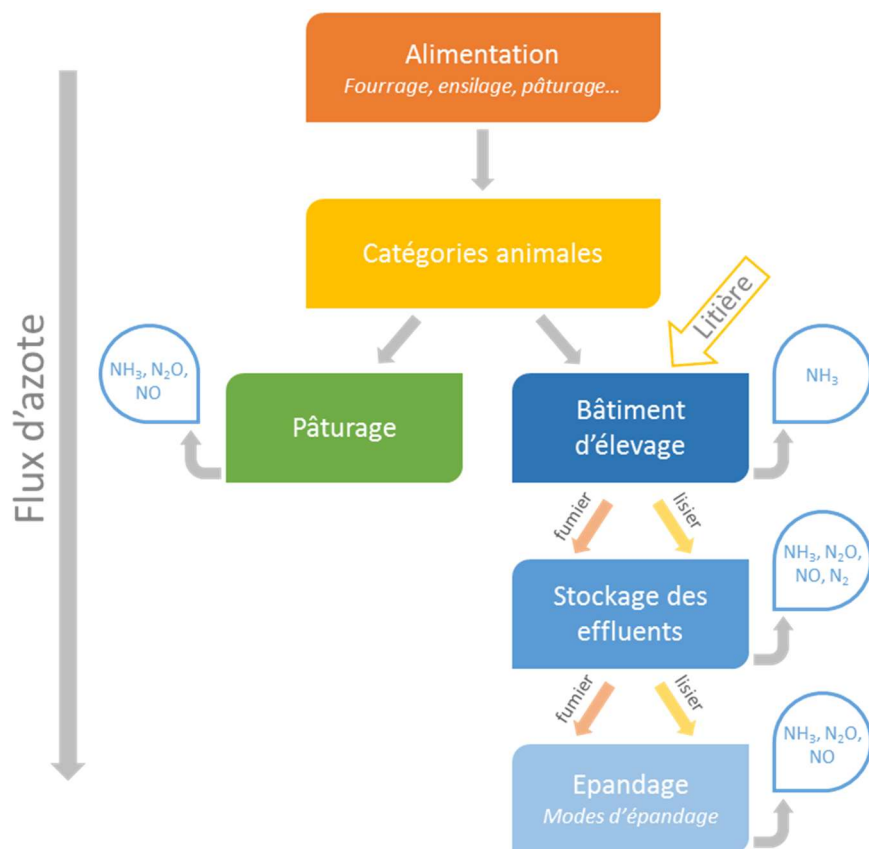 Alimentation
Fourrage, ensilage, pâturage...
Flux d'azote
Catégories animales
Litière
NH₃, N₂O,
NO
Pâturage
Bâtiment
d'élevage
NH₃
fumier
lisier
Stockage des
effluents
NH₃, N₂O,
NO, N₂
fumier
lisier
Epandage
Modes d'épandage
NH₃, N₂O,
NO